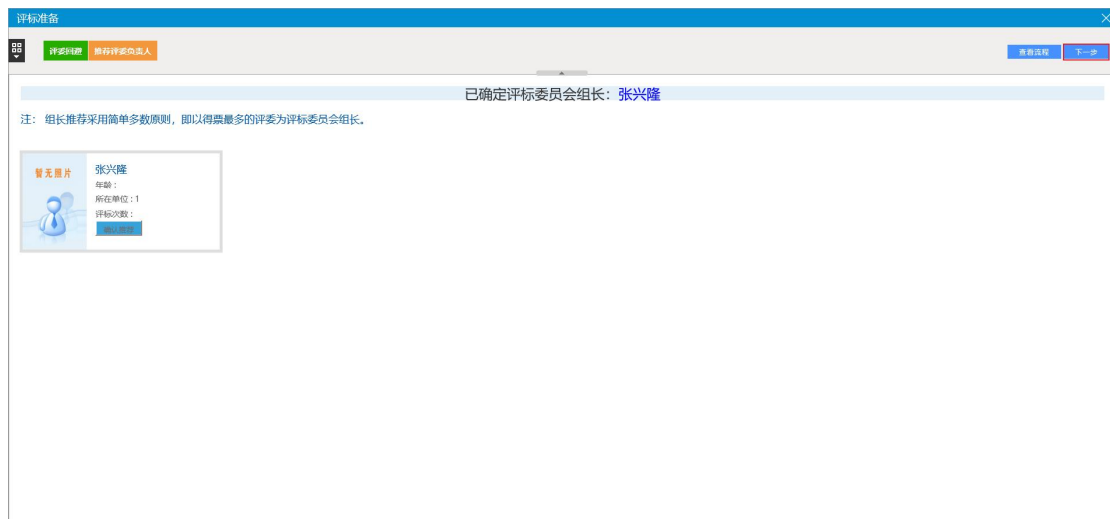 评标准备
评委回避 推荐评委负责人 查看流程 下一步
已确定评标委员会组长：张兴隆
注： 组长推荐采用简单多数原则，即以得票最多的评委为评标委员会组长。
暂无照片
张兴隆
年龄：
所在单位：1
评标次数：
确认推荐